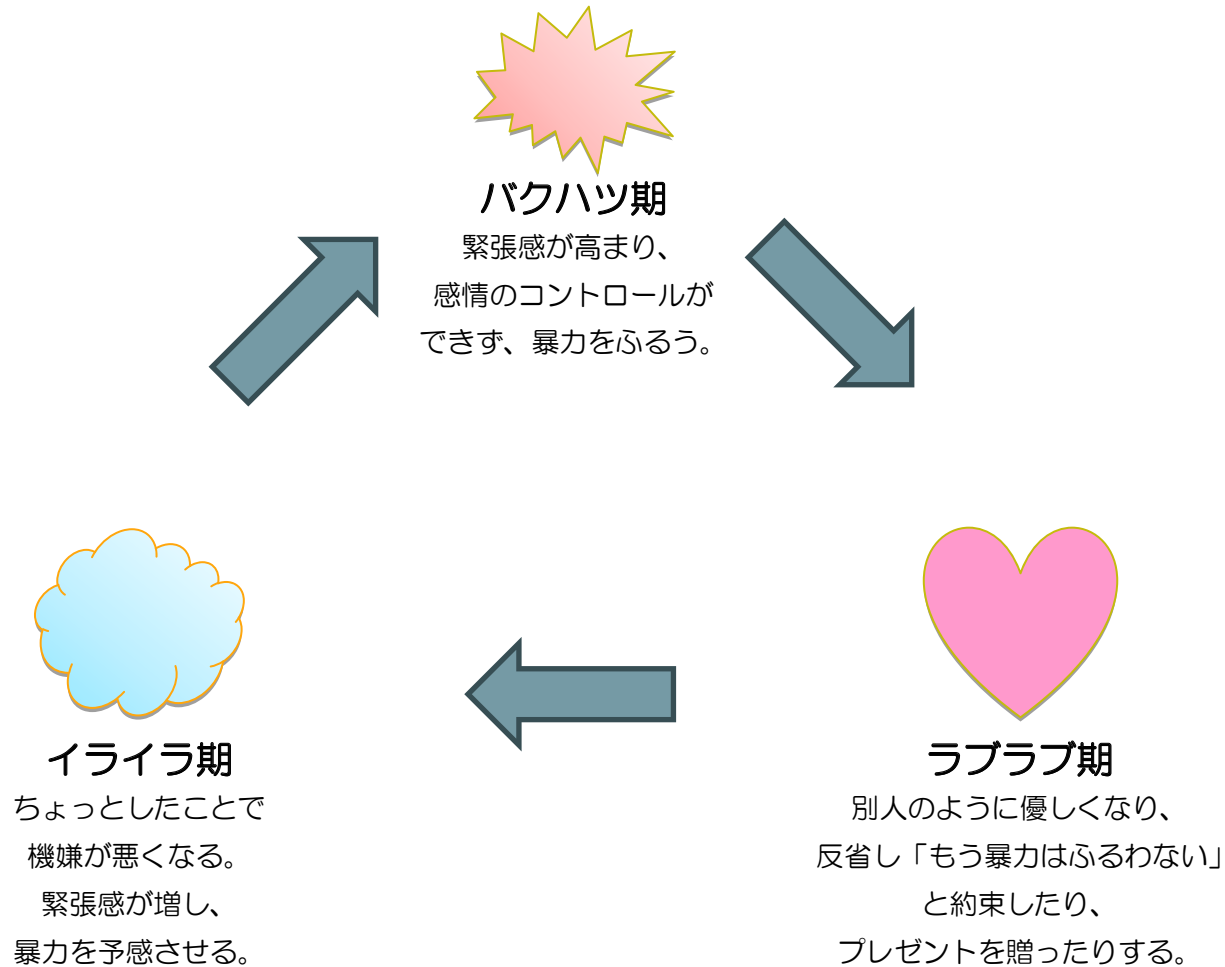 バクハツ期
緊張感が高まり、
感情のコントロールが
できず、暴力をふるう。
イライラ期
ちょっとしたことで
機嫌が悪くなる。
緊張感が増し、
暴力を予感させる。
ラブラブ期
別人のように優しくなり、
反省し「もう暴力はふるわない」
と約束したり、
プレゼントを贈ったりする。